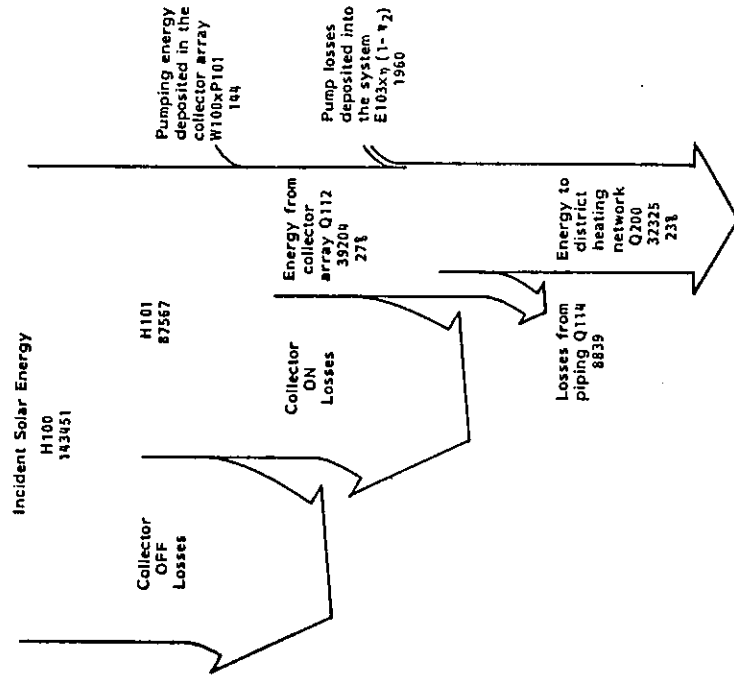 Incident Solar Energy
H100
143451
Collector
OFF
Losses
H101
87567
Pumping energy
deposited in the
collector array
W100xP101
144
Collector
ON
Losses
Energy from
collector
array Q112
39204
27%
Pump losses
deposited into
the system
E103xη (1-τ2)
1960
Losses from
piping Q114
8839
Energy to
district
heating
network
Q200
32325
23%